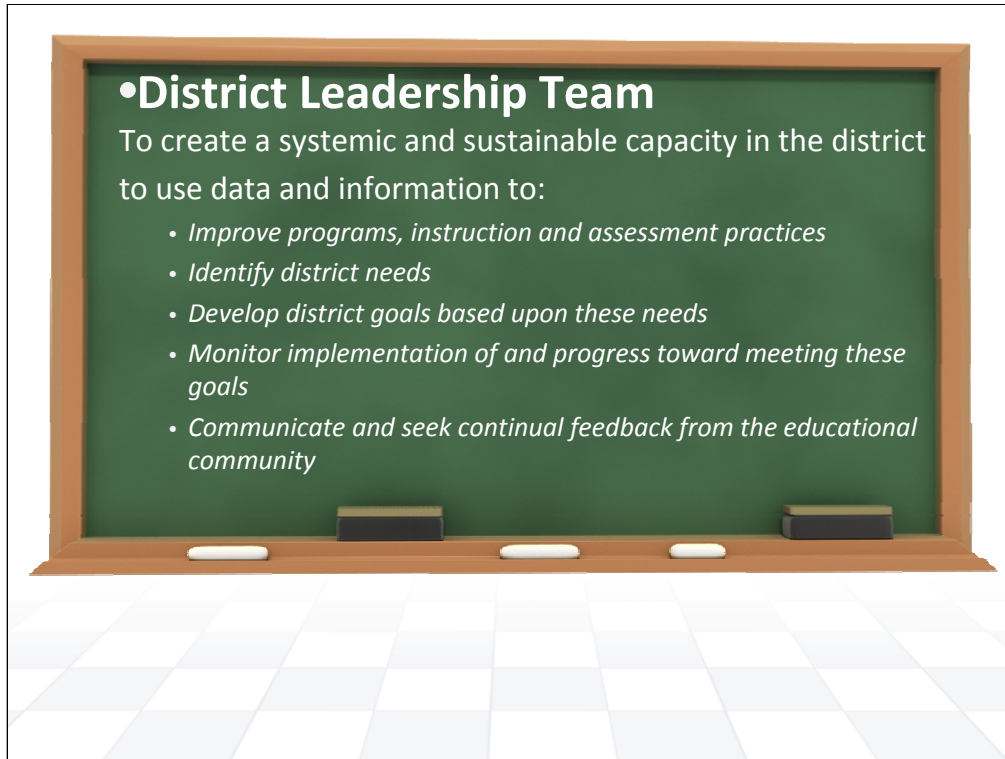 •District Leadership Team
To create a systemic and sustainable capacity in the district
to use data and information to:
• Improve programs, instruction and assessment practices
• Identify district needs
• Develop district goals based upon these needs
• Monitor implementation of and progress toward meeting these
goals
• Communicate and seek continual feedback from the educational
community